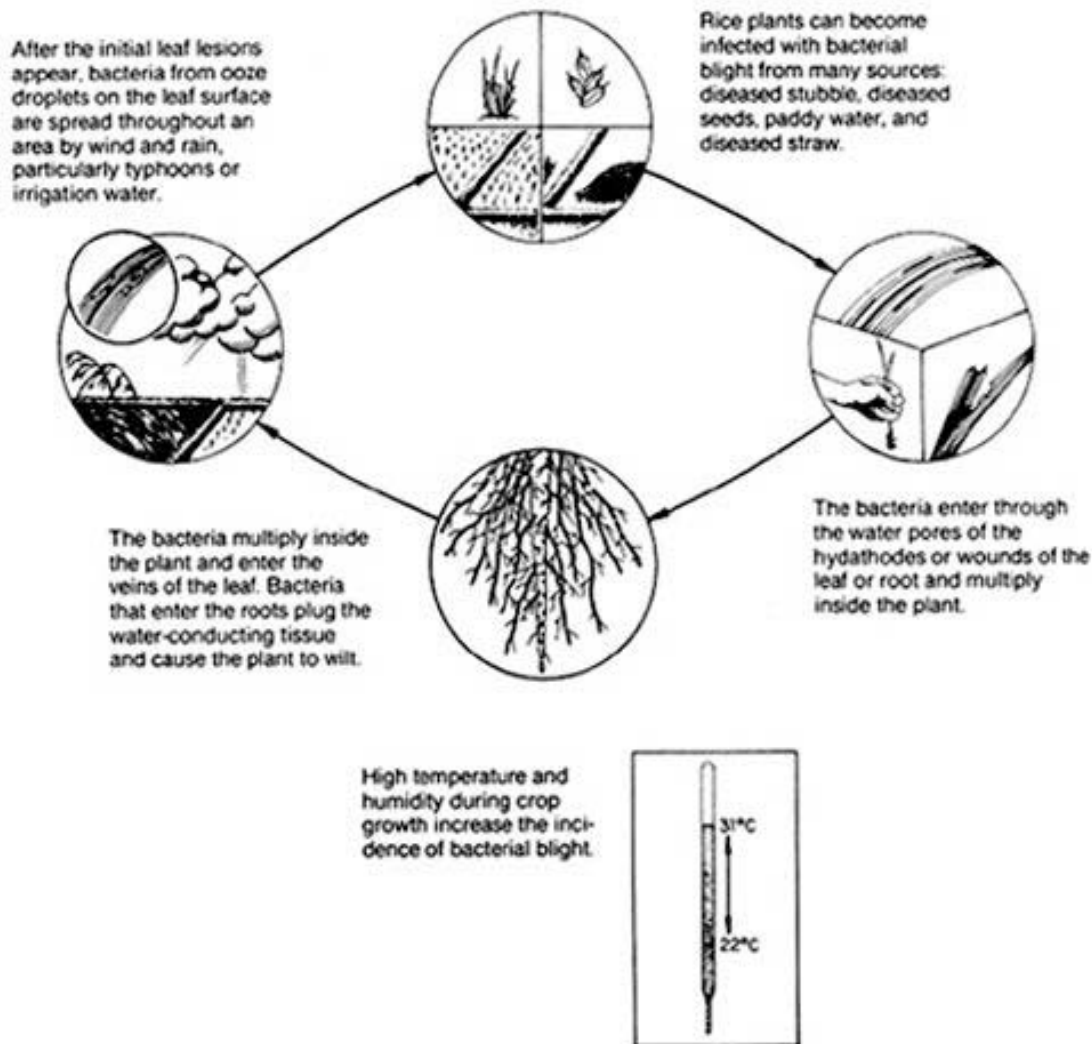 After the initial leaf lesions
appear, bacteria from ooze
droplets on the leaf surface
are spread throughout an
area by wind and rain,
particularly typhoons or
irrigation water.
Rice plants can become
infected with bacterial
blight from many sources:
diseased stubble, diseased
seeds, paddy water, and
diseased straw.
The bacteria enter through
the water pores of the
hydathodes or wounds of the
leaf or root and multiply
inside the plant.
The bacteria multiply inside
the plant and enter the
veins of the leaf. Bacteria
that enter the roots plug the
water-conducting tissue
and cause the plant to wilt.
High temperature and
humidity during crop
growth increase the inci-
dence of bacterial blight.
31°C
22°C